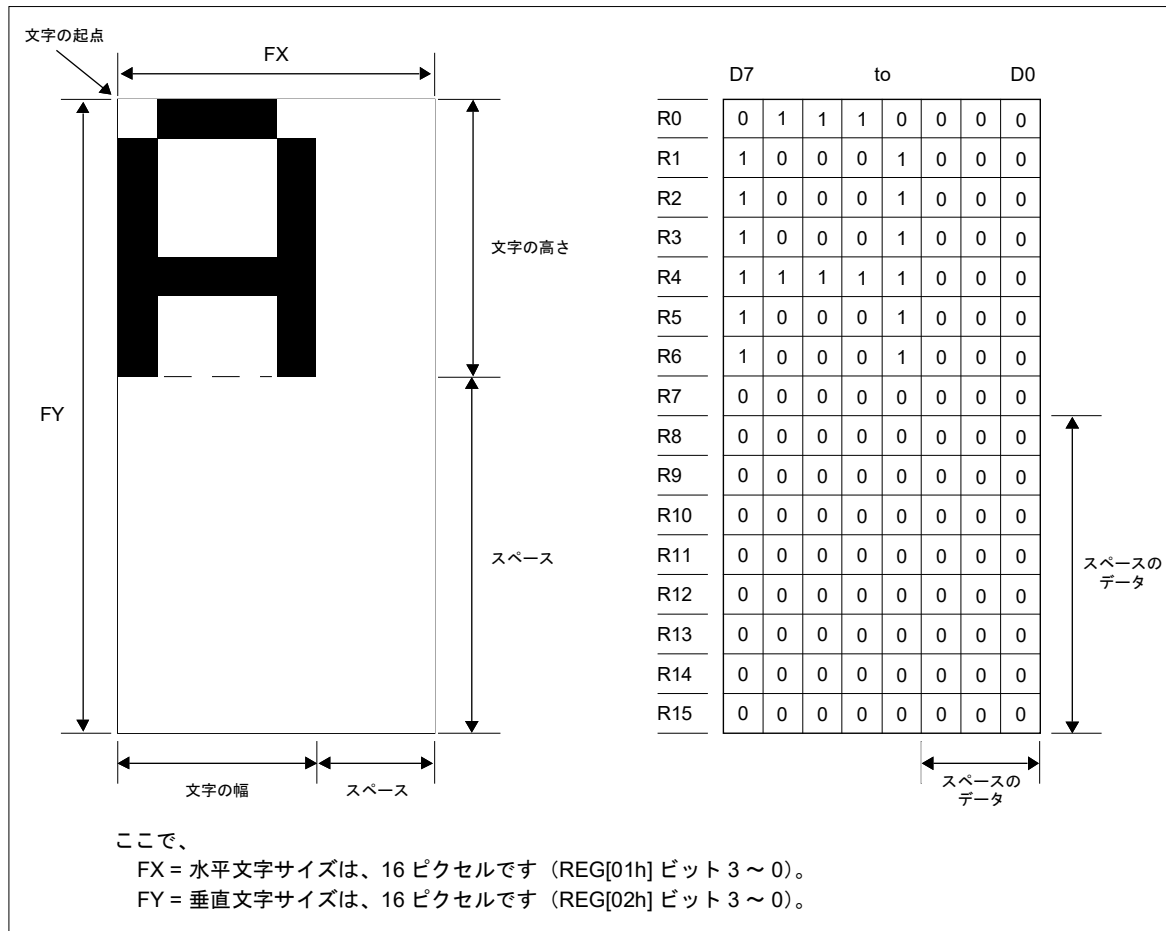 文字の起点
FX
FY
文字の高さ
スペース
文字の幅
スペース
D7 to D0
R0 0 1 1 1 0 0 0 0
R1 1 0 0 0 1 0 0 0
R2 1 0 0 0 1 0 0 0
R3 1 0 0 0 1 0 0 0
R4 1 1 1 1 1 0 0 0
R5 1 0 0 0 1 0 0 0
R6 1 0 0 0 1 0 0 0
R7 0 0 0 0 0 0 0 0
R8 0 0 0 0 0 0 0 0
R9 0 0 0 0 0 0 0 0
R10 0 0 0 0 0 0 0 0
R11 0 0 0 0 0 0 0 0
R12 0 0 0 0 0 0 0 0
R13 0 0 0 0 0 0 0 0
R14 0 0 0 0 0 0 0 0
R15 0 0 0 0 0 0 0 0
スペースの
データ
スペースの
データ
ここで、
FX = 水平文字サイズは、16 ピクセルです（REG[01h] ビット 3 ～ 0）。
FY = 垂直文字サイズは、16 ピクセルです（REG[02h] ビット 3 ～ 0）。